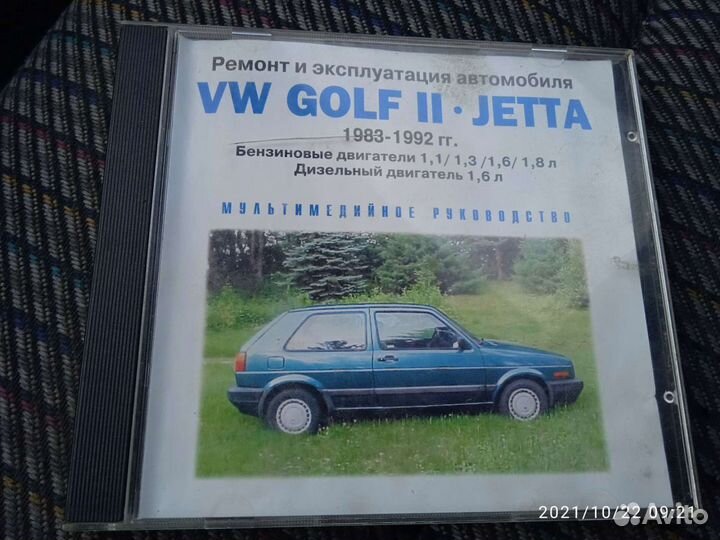 Ремонт и эксплуатация автомобиля
VW GOLF II · JETTA
1983-1992 гг.
Бензиновые двигатели 1,1/ 1,3 /1,6/ 1,8 л
Дизельный двигатель 1,6 л
МУЛЬТИМЕДИЙНОЕ РУКОВОДСТВО
2021/10/22 09:21
Avito